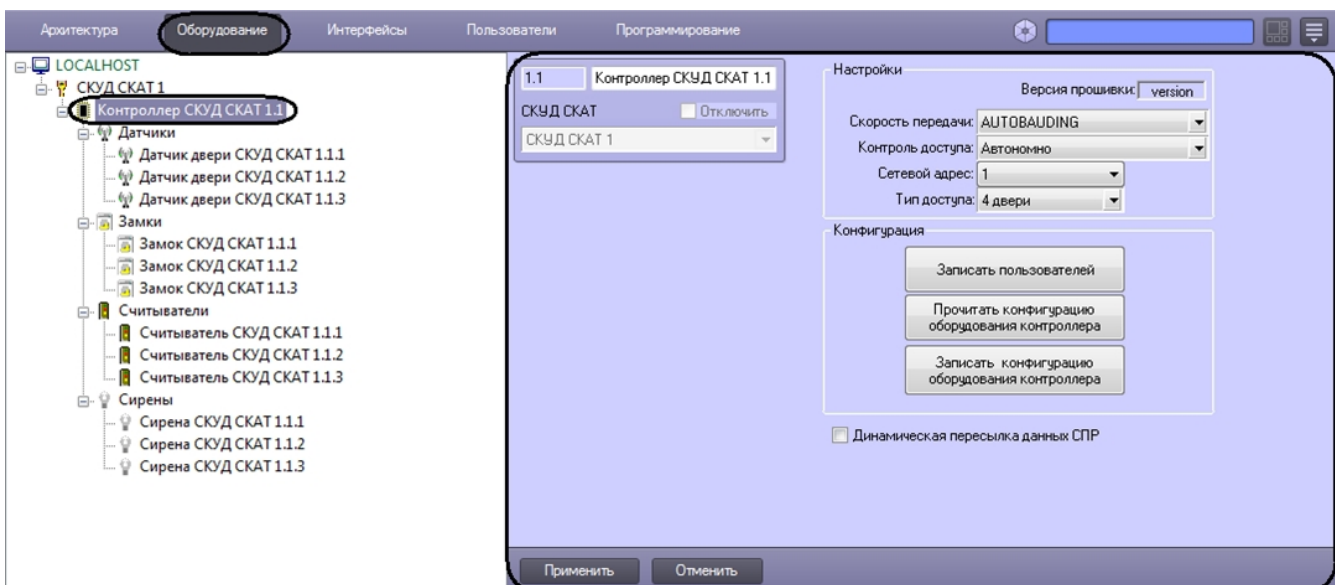 Архитектура Оборудование Интерфейсы Пользователи Программирование
LOCALHOST
СКУД СКАТ 1
Контроллер СКУД СКАТ 1.1
Датчики
Датчик двери СКУД СКАТ 1.1.1
Датчик двери СКУД СКАТ 1.1.2
Датчик двери СКУД СКАТ 1.1.3
Замки
Замок СКУД СКАТ 1.1.1
Замок СКУД СКАТ 1.1.2
Замок СКУД СКАТ 1.1.3
Считыватели
Считыватель СКУД СКАТ 1.1.1
Считыватель СКУД СКАТ 1.1.2
Считыватель СКУД СКАТ 1.1.3
Сирены
Сирена СКУД СКАТ 1.1.1
Сирена СКУД СКАТ 1.1.2
Сирена СКУД СКАТ 1.1.3
1.1 Контроллер СКУД СКАТ 1.1
СКУД СКАТ Отключить
СКУД СКАТ 1
Настройки
Версия прошивки: version
Скорость передачи: AUTOBAUDING
Контроль доступа: Автономно
Сетевой адрес: 1
Тип доступа: 4 двери
Конфигурация
Записать пользователей
Прочитать конфигурацию
оборудования контроллера
Записать конфигурацию
оборудования контроллера
Динамическая пересылка данных СПР
Применить Отменить